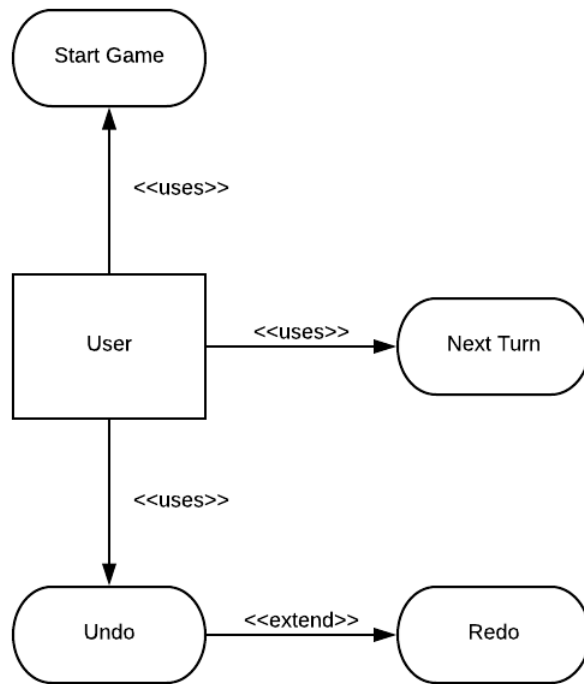 Start Game
<<uses>>
User
<<uses>>
Next Turn
<<uses>>
Undo
<<extend>>
Redo